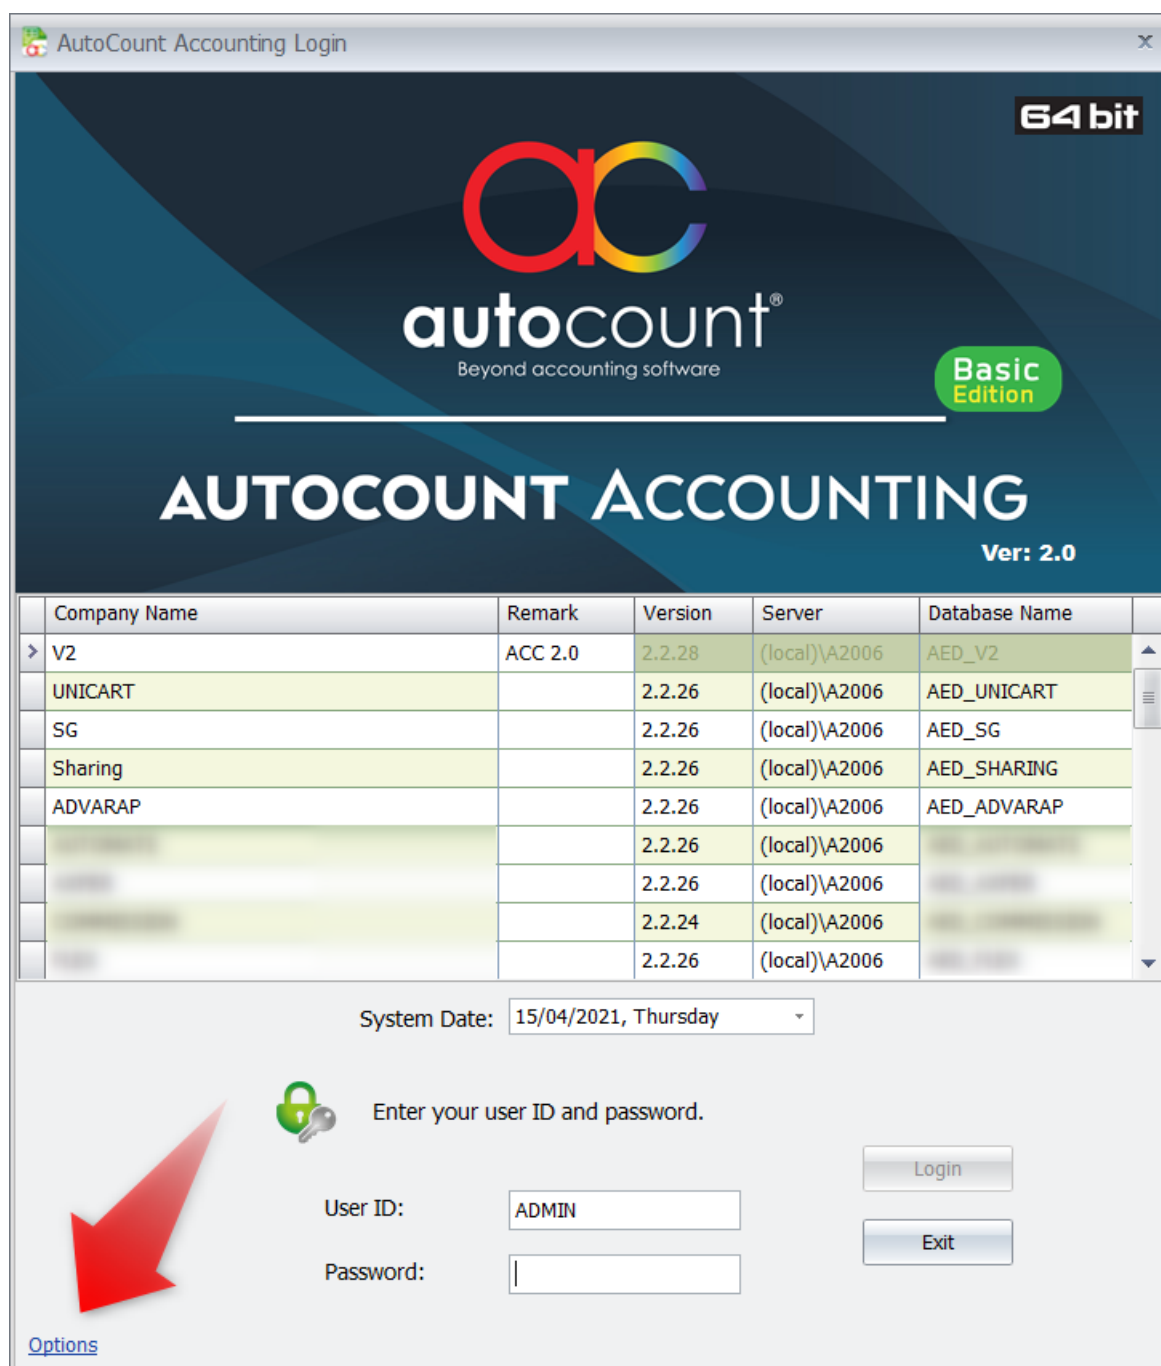 AutoCount Accounting Login
64 bit
autocount®
Beyond accounting software
Basic
Edition
AUTOCOUNT ACCOUNTING
Ver: 2.0
Company Name Remark Version Server Database Name
V2 ACC 2.0 2.2.28 (local)\A2006 AED_V2
UNICART 2.2.26 (local)\A2006 AED_UNICART
SG 2.2.26 (local)\A2006 AED_SG
Sharing 2.2.26 (local)\A2006 AED_SHARING
ADVARAP 2.2.26 (local)\A2006 AED_ADVARAP
2.2.26 (local)\A2006
2.2.26 (local)\A2006
2.2.24 (local)\A2006
2.2.26 (local)\A2006
System Date: 15/04/2021, Thursday
Enter your user ID and password.
Login
User ID: ADMIN
Exit
Password:
Options